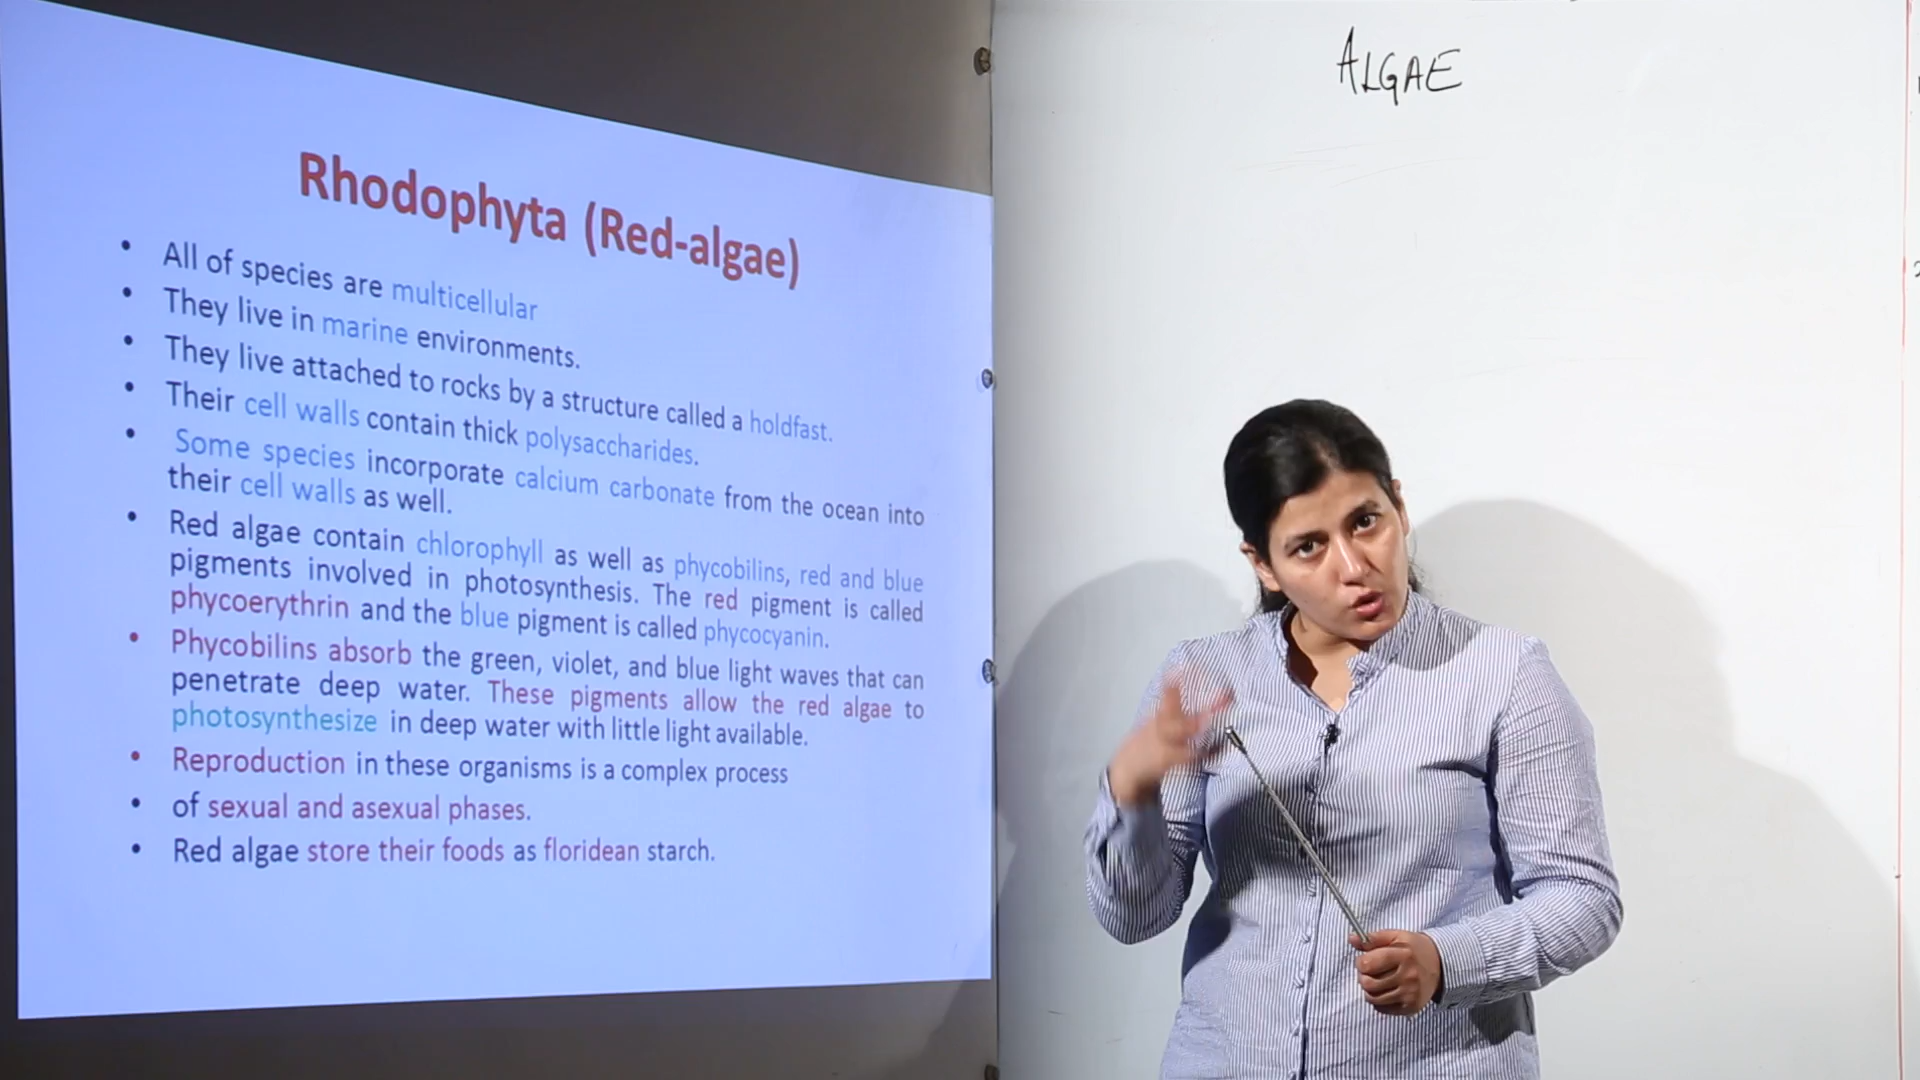 ALGAE
Rhodophyta (Red-algae)
• All of species are multicellular
• They live in marine environments.
• They live attached to rocks by a structure called a holdfast.
• Their cell walls contain thick polysaccharides.
• Some species incorporate calcium carbonate from the ocean into
their cell walls as well.
• Red algae contain chlorophyll as well as phycobilins, red and blue
pigments involved in photosynthesis. The red pigment is called
phycoerythrin and the blue pigment is called phycocyanin.
• Phycobilins absorb the green, violet, and blue light waves that can
penetrate deep water. These pigments allow the red algae to
photosynthesize in deep water with little light available.
• Reproduction in these organisms is a complex process
• of sexual and asexual phases.
• Red algae store their foods as floridean starch.